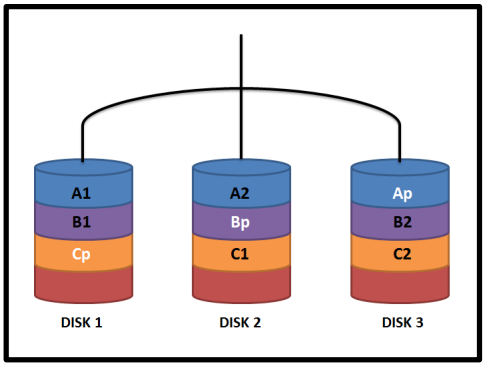 A1 A2 Ap
B1 Bp B2
Cp C1 C2
DISK 1 DISK 2 DISK 3